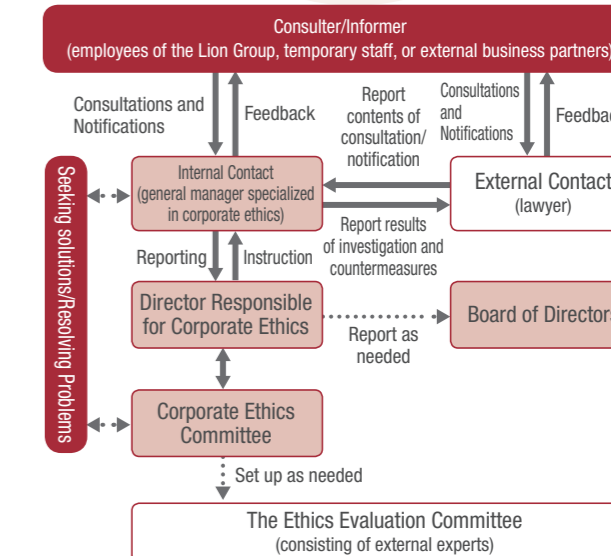 Consulter/Informer
(employees of the Lion Group, temporary staff, or external business partners)
Consultations and
Notifications
Feedback
Report
contents of
consultation/
notification
Consultations
and
Notifications
Feedbac
Seeking solutions/Resolving Problems
Internal Contact
(general manager specialized
in corporate ethics)
External Contact
(lawyer)
Reporting
Instruction
Report results
of investigation and
countermeasures
Director Responsible
for Corporate Ethics
Report as
needed
Board of Directors
Corporate Ethics
Committee
Set up as needed
The Ethics Evaluation Committee
(consisting of external experts)